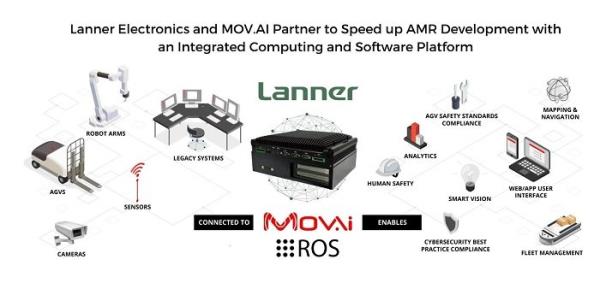 Lanner Electronics and MOV.AI Partner to Speed up AMR Development with
an Integrated Computing and Software Platform
Lanner
ROBOT ARMS
LEGACY SYSTEMS
AGVS
SENSORS
CAMERAS
CONNECTED TO
MOV.AI
ROS
ENABLES
AGV SAFETY STANDARDS
COMPLIANCE
MAPPING &
NAVIGATION
ANALYTICS
HUMAN SAFETY
SMART VISION
WEB/APP USER
INTERFACE
CYBERSECURITY BEST
PRACTICE COMPLIANCE
FLEET MANAGEMENT